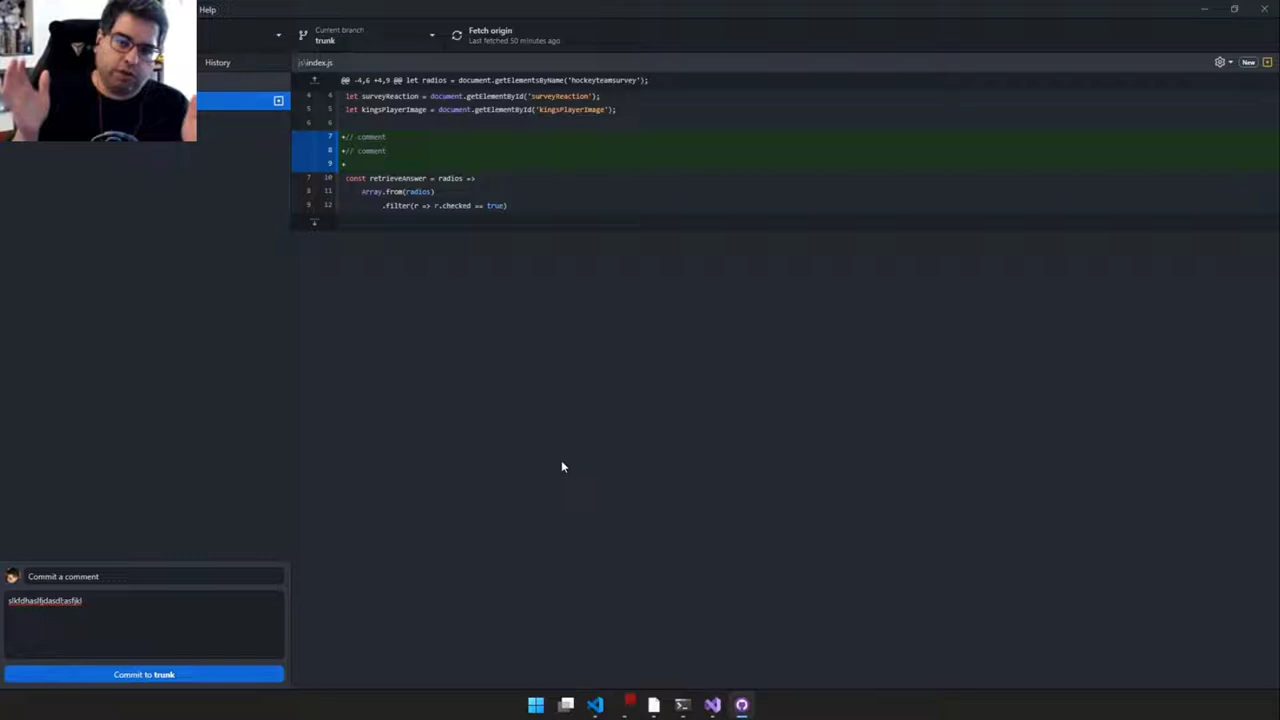 Help
Current branch
trunk
Fetch origin
Last fetched 50 minutes ago
History
js\index.js
New
@@ -4,6 +4,9 @@ let radios = document.getElementsByName('hockeyteamsurvey');
4 4 let surveyReaction = document.getElementById('surveyReaction');
5 5 let kingsPlayerImage = document.getElementById('kingsPlayerImage');
6 6
7 +// comment
8 +// comment
9 +
7 10 const retrieveAnswer = radios =>
8 11 Array.from(radios)
9 12 .filter(r => r.checked == true)
Commit a comment
Commit to trunk